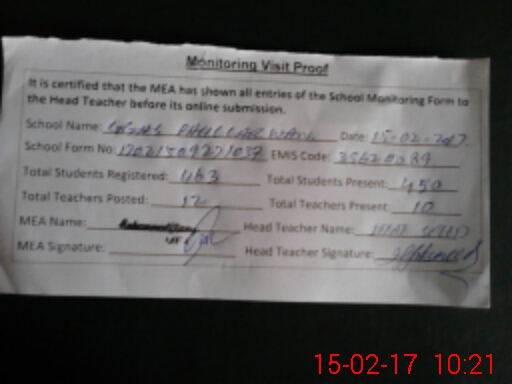 Monitoring Visit Proof
It is certified that the MEA has shown all entries of the School Monitoring Form to
the Head Teacher before its online submission.
School Name: Date: 15-02-2017
School Form No: EMIS Code:
Total Students Registered: 463 Total Students Present: 450
Total Teachers Posted: 12 Total Teachers Present: 10
MEA Name: Head Teacher Name:
MEA Signature: Head Teacher Signature:
15-02-17 10:21